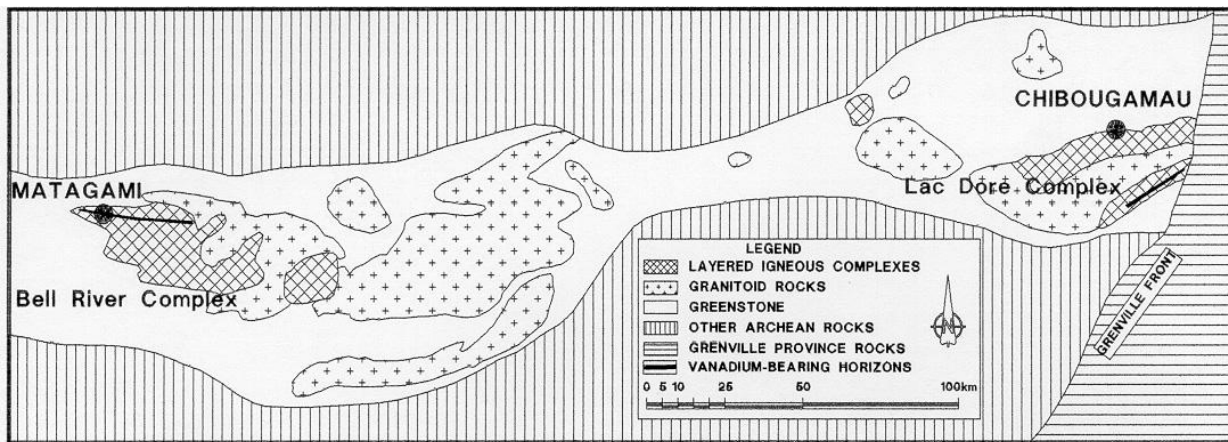 CHIBOUGAMAU
MATAGAMI
Lac Doré Complex
Bell River Complex
LEGEND
LAYERED IGNEOUS COMPLEXES
GRANITOID ROCKS
GREENSTONE
OTHER ARCHEAN ROCKS
GRENVILLE PROVINCE ROCKS
VANADIUM-BEARING HORIZONS
0 5 10 25 50 100km
N
GRENVILLE FRONT